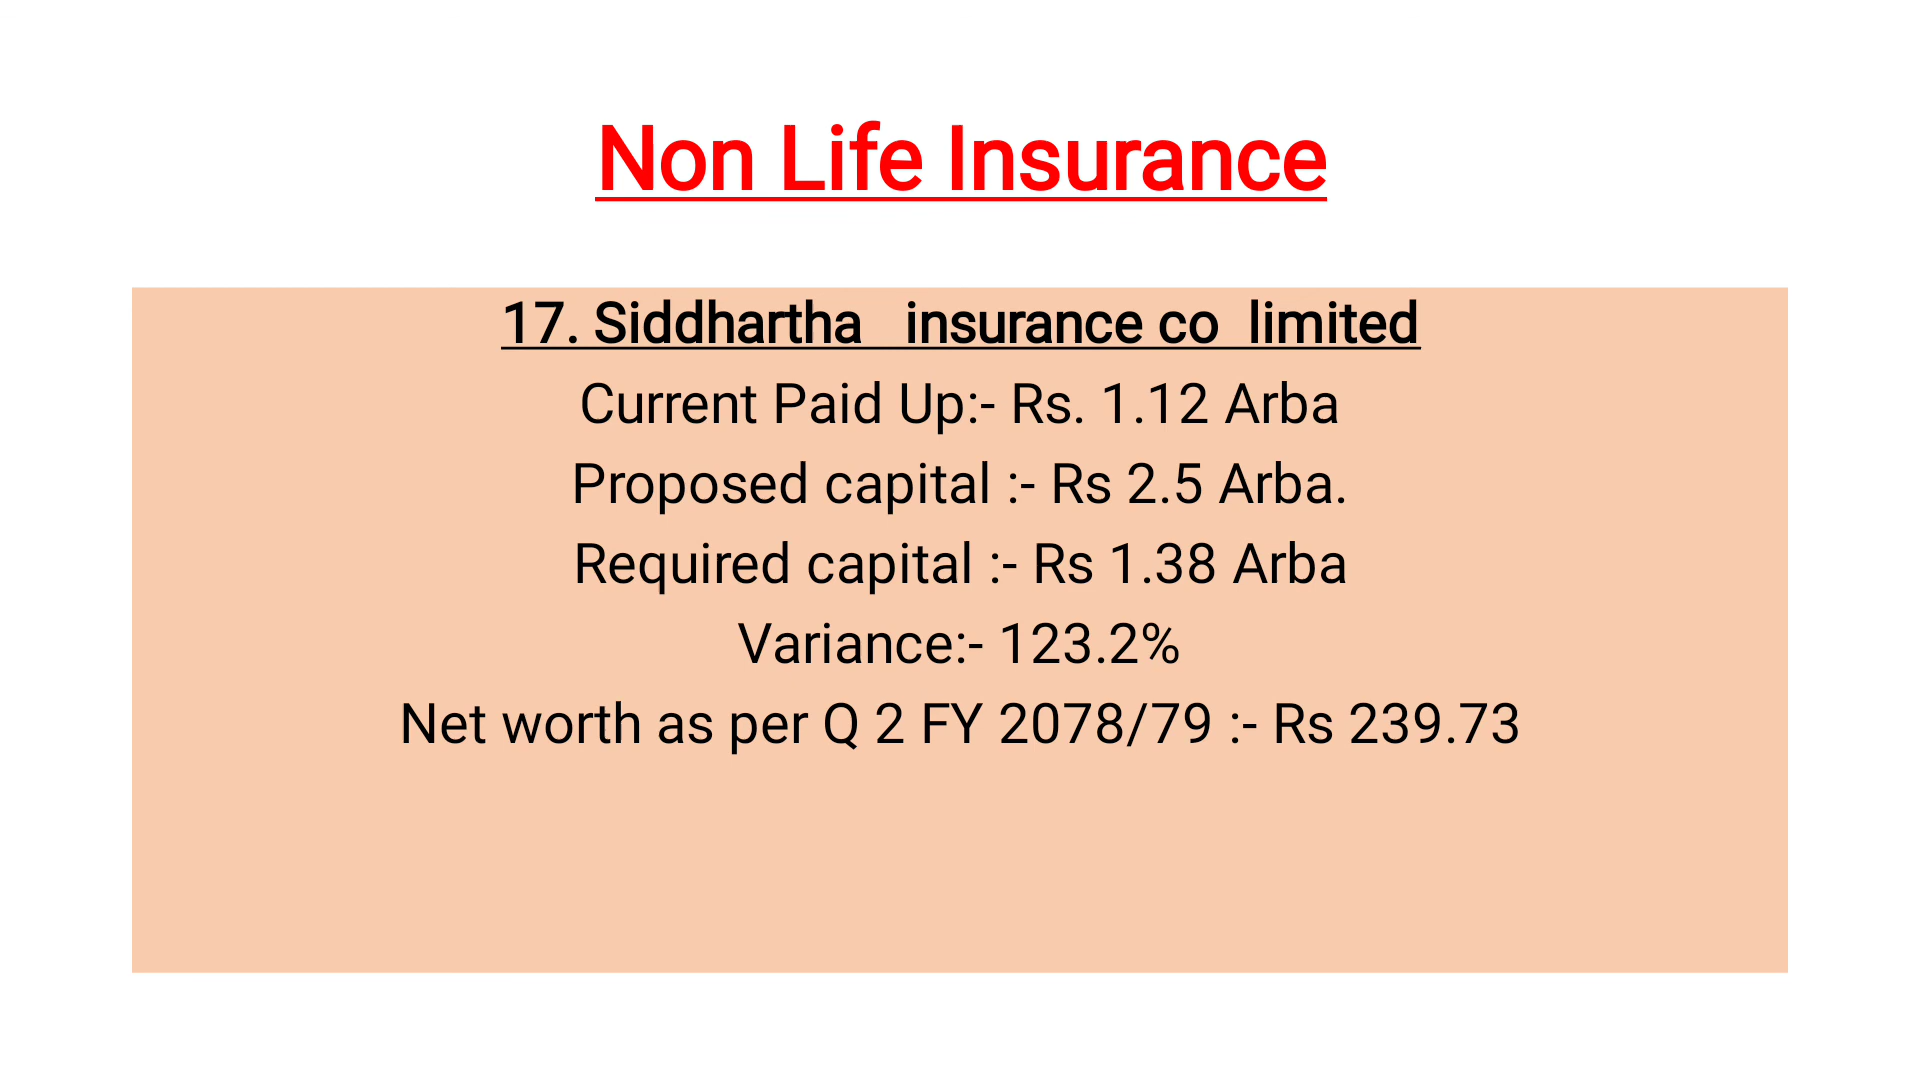 Non Life Insurance
17. Siddhartha   insurance co  limited
Current Paid Up:- Rs. 1.12 Arba
Proposed capital :- Rs 2.5 Arba.
Required capital :- Rs 1.38 Arba
Variance:- 123.2%
Net worth as per Q 2 FY 2078/79 :- Rs 239.73